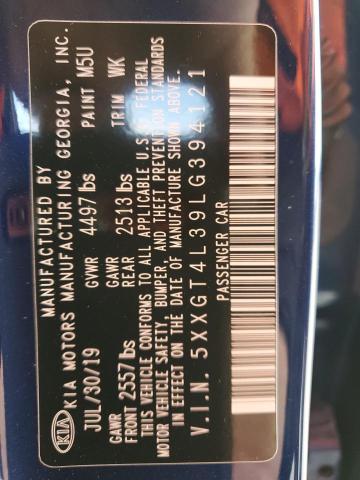 MANUFACTURED BY
KIA KIA MOTORS MANUFACTURING GEORGIA, INC.
JUL/30/19 GVWR 4497 lbs PAINT M5U
GAWR FRONT 2557 lbs GAWR REAR 2513 lbs TRIM WK
THIS VEHICLE CONFORMS TO ALL APPLICABLE U.S. FEDERAL
MOTOR VEHICLE SAFETY, BUMPER, AND THEFT PREVENTION STANDARDS
IN EFFECT ON THE DATE OF MANUFACTURE SHOWN ABOVE.
V.I.N. 5XXGT4L39LG394121
PASSENGER CAR